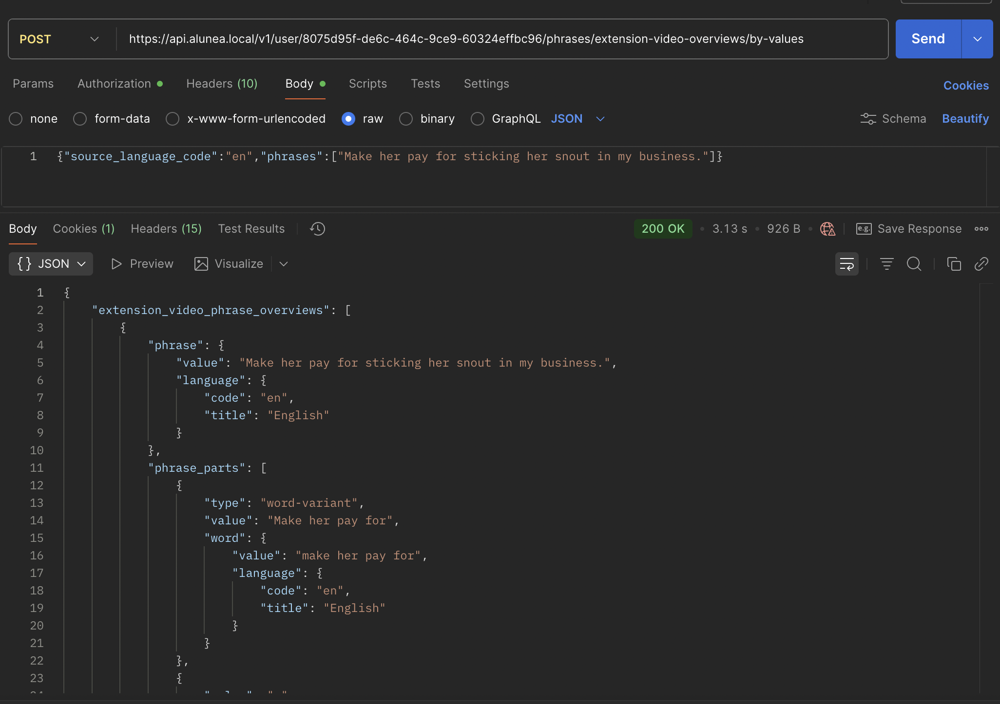 POST https://api.alunea.local/v1/user/8075d95f-de6c-464c-9ce9-60324effbc96/phrases/extension-video-overviews/by-values Send
Params Authorization Headers (10) Body Scripts Tests Settings Cookies
none form-data x-www-form-urlencoded raw binary GraphQL JSON Schema Beautify
1 {"source_language_code":"en","phrases":["Make her pay for sticking her snout in my business."]}
Body Cookies (1) Headers (15) Test Results 200 OK • 3.13 s • 926 B • e.g. Save Response
{} JSON Preview Visualize
1 {
2 "extension_video_phrase_overviews": [
3 {
4 "phrase": {
5 "value": "Make her pay for sticking her snout in my business.",
6 "language": {
7 "code": "en",
8 "title": "English"
9 }
10 },
11 "phrase_parts": [
12 {
13 "type": "word-variant",
14 "value": "Make her pay for",
15 "word": {
16 "value": "make her pay for",
17 "language": {
18 "code": "en",
19 "title": "English"
20 }
21 }
22 },
23 {